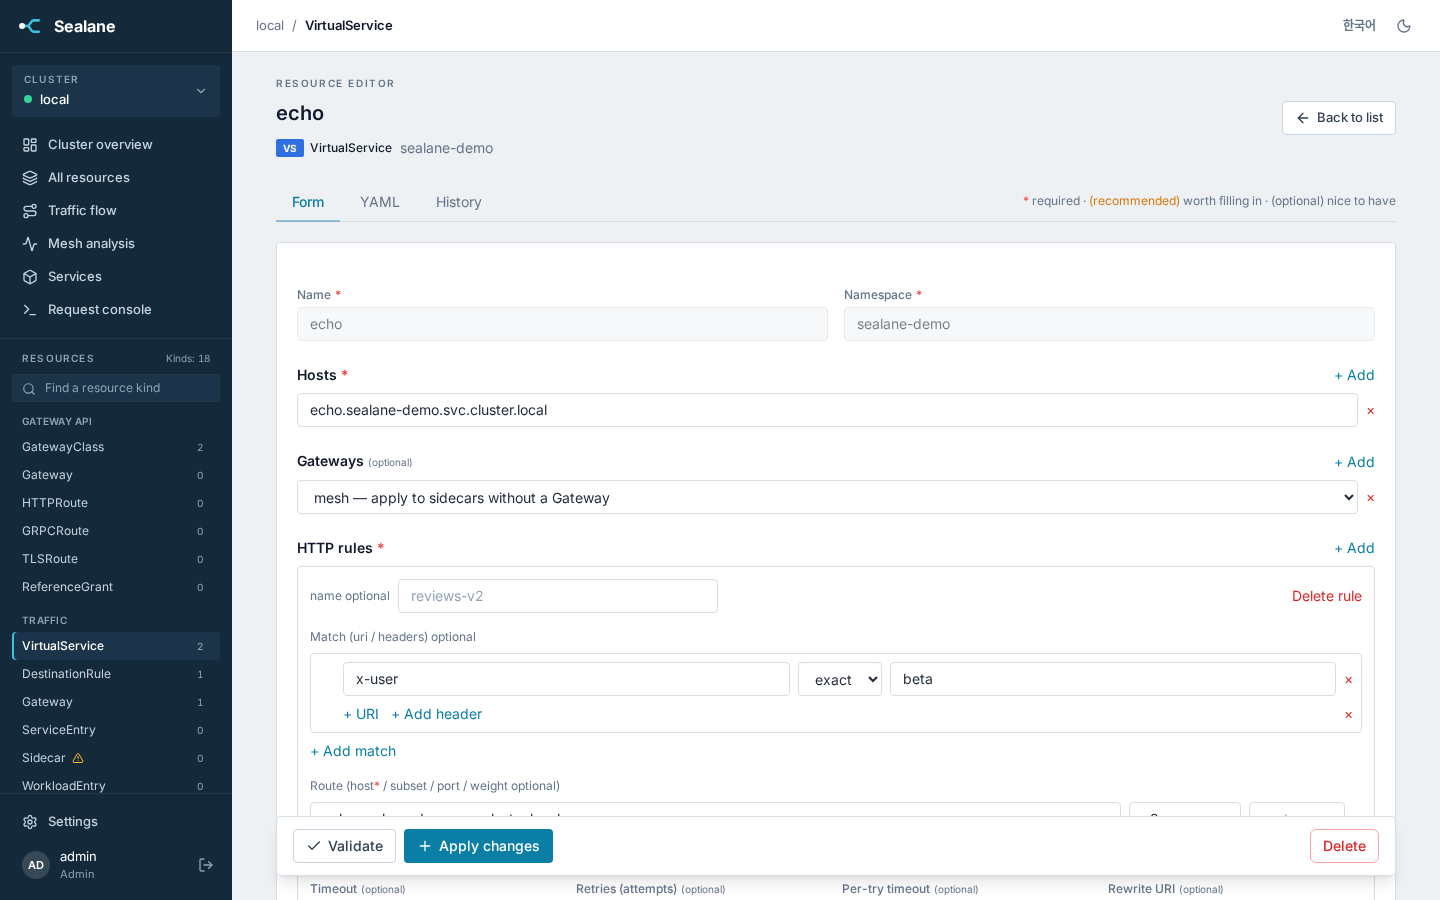 Sealane
local / VirtualService
한국어
CLUSTER
local
Cluster overview
All resources
Traffic flow
Mesh analysis
Services
Request console
RESOURCES Kinds: 18
Find a resource kind
GATEWAY API
GatewayClass 2
Gateway 0
HTTPRoute 0
GRPCRoute 0
TLSRoute 0
ReferenceGrant 0
TRAFFIC
VirtualService 2
DestinationRule 1
Gateway 1
ServiceEntry 0
Sidecar 0
WorkloadEntry 0
Settings
AD admin
Admin
RESOURCE EDITOR
echo
Back to list
VS VirtualService sealane-demo
Form YAML History
* required · (recommended) worth filling in · (optional) nice to have
Name * Namespace *
echo sealane-demo
Hosts * + Add
echo.sealane-demo.svc.cluster.local ×
Gateways (optional) + Add
mesh — apply to sidecars without a Gateway ×
HTTP rules * + Add
name optional reviews-v2 Delete rule
Match (uri / headers) optional
x-user exact beta ×
+ URI + Add header ×
+ Add match
Route (host* / subset / port / weight optional)
Validate + Apply changes Delete
Timeout (optional) Retries (attempts) (optional) Per-try timeout (optional) Rewrite URI (optional)